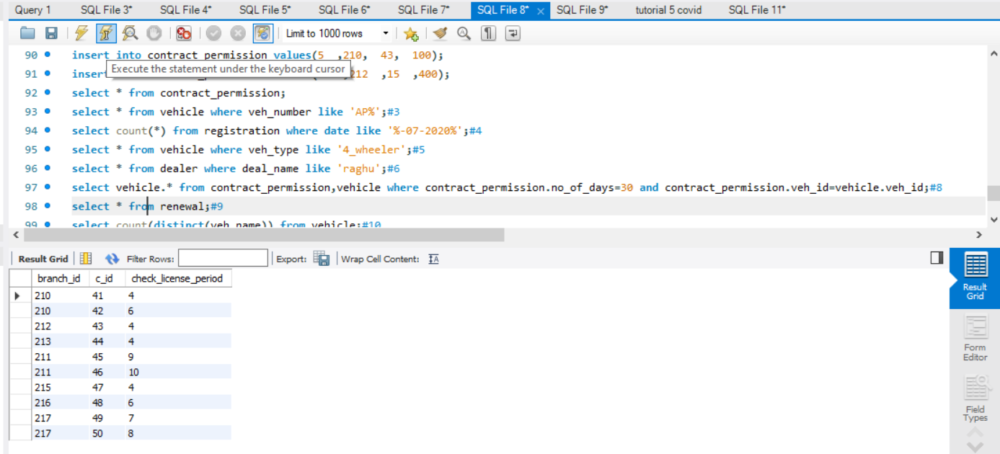 Query 1 SQL File 3* SQL File 4* SQL File 5* SQL File 6* SQL File 7* SQL File 8* × SQL File 9* tutorial 5 covid SQL File 11*
Limit to 1000 rows
90 insert into contract_permission values(5 ,210, 43, 100);
Execute the statement under the keyboard cursor
91 insert 212 ,15 ,400);
92 select * from contract_permission;
93 select * from vehicle where veh_number like 'AP%';#3
94 select count(*) from registration where date like '%-07-2020%';#4
95 select * from vehicle where veh_type like '4_wheeler';#5
96 select * from dealer where deal_name like 'raghu';#6
97 select vehicle.* from contract_permission,vehicle where contract_permission.no_of_days=30 and contract_permission.veh_id=vehicle.veh_id;#8
98 select * from renewal;#9
99 select count(distinct(veh_name)) from vehicle;#10
Result Grid Filter Rows: Export: Wrap Cell Content: IA
branch_id c_id check_license_period
210 41 4
210 42 6
212 43 4
213 44 4
211 45 9
211 46 10
215 47 4
216 48 6
217 49 7
217 50 8
Result
Grid
Form
Editor
Field
Types